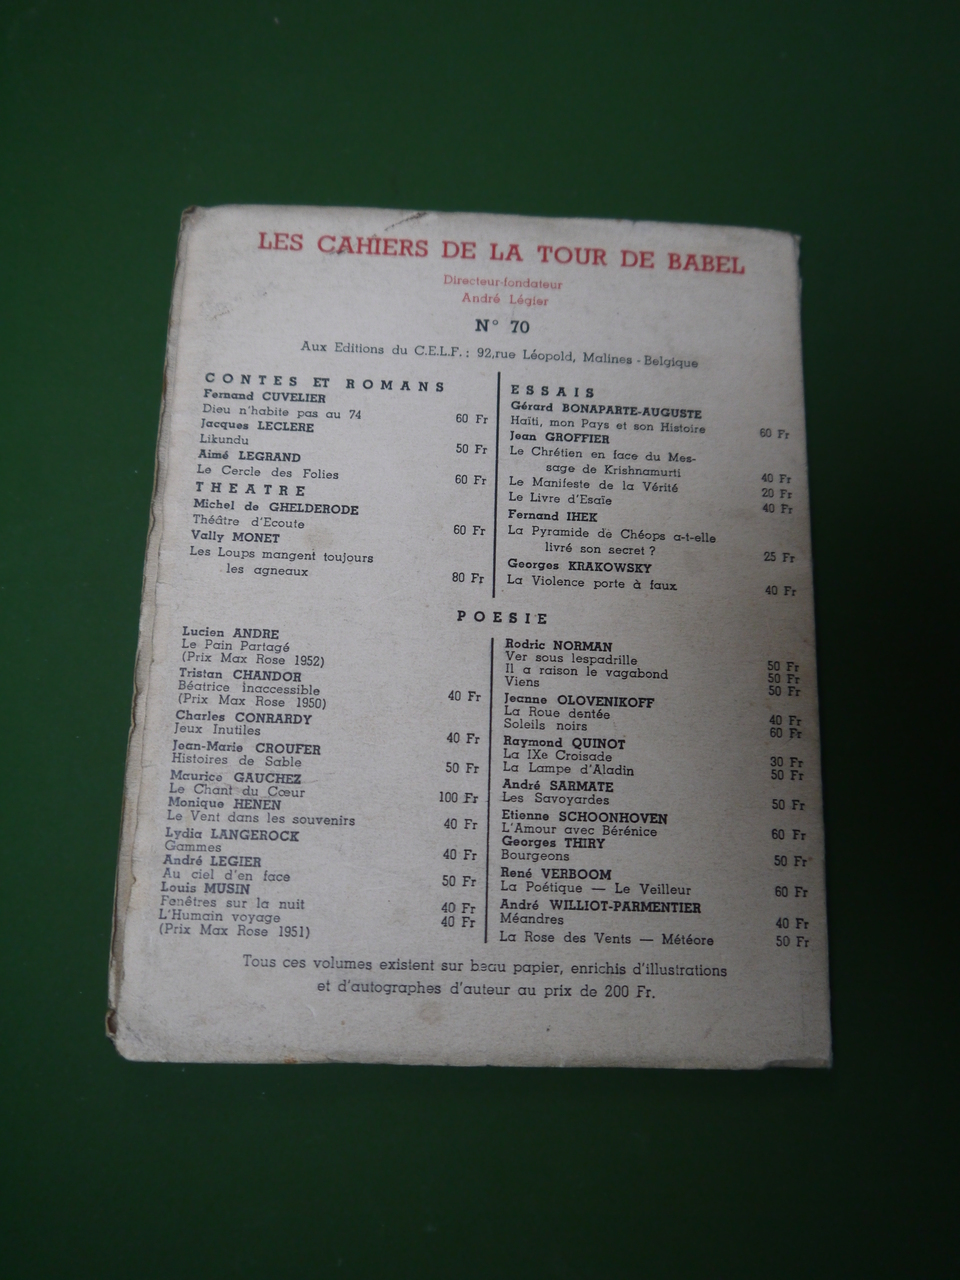 LES CAHIERS DE LA TOUR DE BABEL
Directeur-fondateur
André Légier
N° 70
Aux Editions du C.E.L.F. : 92,rue Léopold, Malines - Belgique
CONTES ET ROMANS
Fernand CUVELIER
Dieu n'habite pas au 74 60 Fr
Jacques LECLERE
Likundu 50 Fr
Aimé LEGRAND
Le Cercle des Folies 60 Fr
THEATRE
Michel de GHELDERODE
Théâtre d'Ecoute 60 Fr
Vally MONET
Les Loups mangent toujours
les agneaux 80 Fr
ESSAIS
Gérard BONAPARTE-AUGUSTE
Haïti, mon Pays et son Histoire 60 Fr
Jean GROFFIER
Le Chrétien en face du Mes-
sage de Krishnamurti 40 Fr
Le Manifeste de la Vérité 20 Fr
Le Livre d'Esaïe 40 Fr
Fernand IHEK
La Pyramide de Chéops a-t-elle
livré son secret ? 25 Fr
Georges KRAKOWSKY
La Violence porte à faux 40 Fr
POESIE
Lucien ANDRE
Le Pain Partagé
(Prix Max Rose 1952)
Tristan CHANDOR
Béatrice inaccessible 40 Fr
(Prix Max Rose 1950)
Charles CONRARDY
Jeux Inutiles 40 Fr
Jean-Marie CROUFER
Histoires de Sable 50 Fr
Maurice GAUCHEZ
Le Chant du Cœur 100 Fr
Monique HENEN
Le Vent dans les souvenirs 40 Fr
Lydia LANGEROCK
Gammes 40 Fr
André LEGIER
Au ciel d'en face 50 Fr
Louis MUSIN
Fenêtres sur la nuit 40 Fr
L'Humain voyage 40 Fr
(Prix Max Rose 1951)
Rodric NORMAN
Ver sous lespadrille 50 Fr
Il a raison le vagabond 50 Fr
Viens 50 Fr
Jeanne OLOVENIKOFF
La Roue dentée 40 Fr
Soleils noirs 60 Fr
Raymond QUINOT
La IXe Croisade 30 Fr
La Lampe d'Aladin 50 Fr
André SARMATE
Les Savoyardes 50 Fr
Etienne SCHOONHOVEN
L'Amour avec Bérénice 60 Fr
Georges THIRY
Bourgeons 50 Fr
René VERBOOM
La Poétique — Le Veilleur 60 Fr
André WILLIOT-PARMENTIER
Méandres 40 Fr
La Rose des Vents — Météore 50 Fr
Tous ces volumes existent sur beau papier, enrichis d'illustrations
et d'autographes d'auteur au prix de 200 Fr.